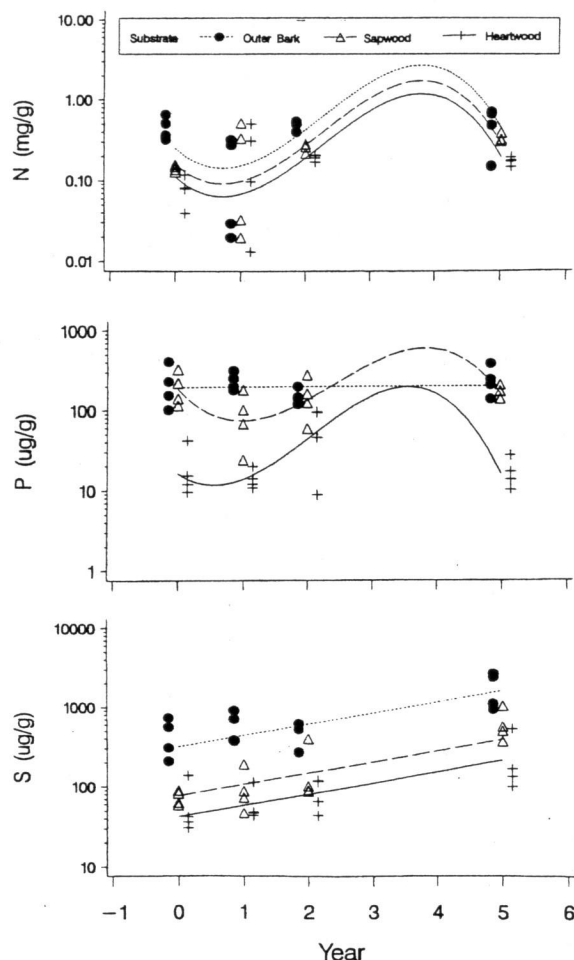 10.00
Substrate Outer Bark Sapwood Heartwood
1.00
N (mg/g)
0.10
0.01
1000
100
P (ug/g)
10
1
10000
1000
S (ug/g)
100
10
−1 0 1 2 3 4 5 6
Year